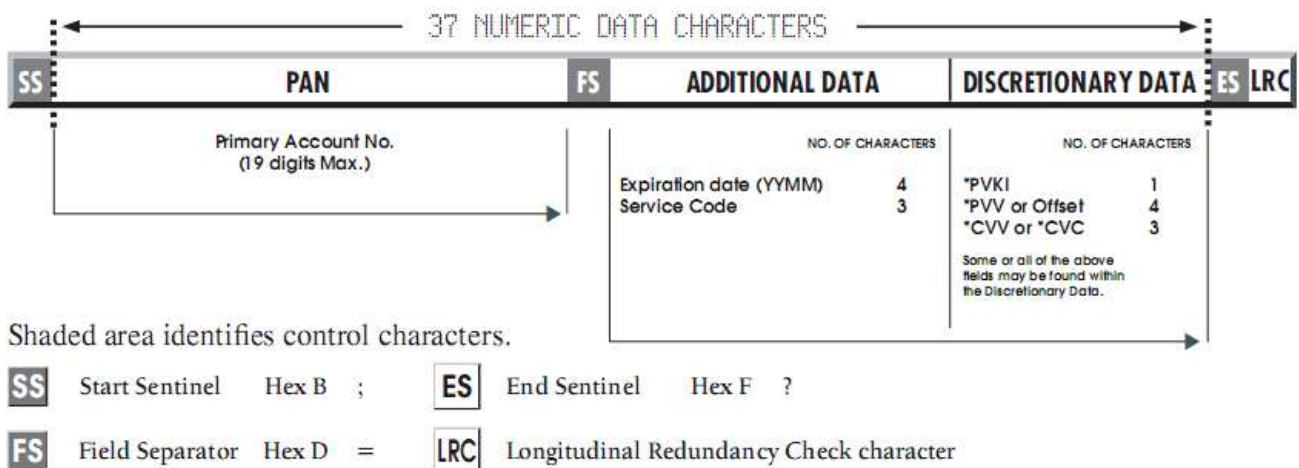 37 NUMERIC DATA CHARACTERS
SS PAN FS ADDITIONAL DATA DISCRETIONARY DATA ES LRC
Primary Account No.
(19 digits Max.)
NO. OF CHARACTERS
Expiration date (YYMM) 4
Service Code 3
NO. OF CHARACTERS
*PVKI 1
*PVV or Offset 4
*CVV or *CVC 3
Some or all of the above
fields may be found within
the Discretionary Data.
Shaded area identifies control characters.
SS Start Sentinel Hex B ; ES End Sentinel Hex F ?
FS Field Separator Hex D = LRC Longitudinal Redundancy Check character